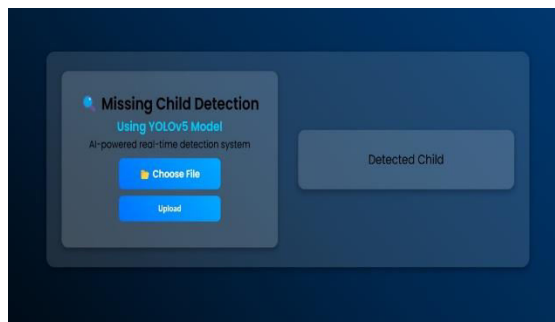 Missing Child Detection
Using YOLOv5 Model
AI-powered real-time detection system
Choose File
Upload
Detected Child